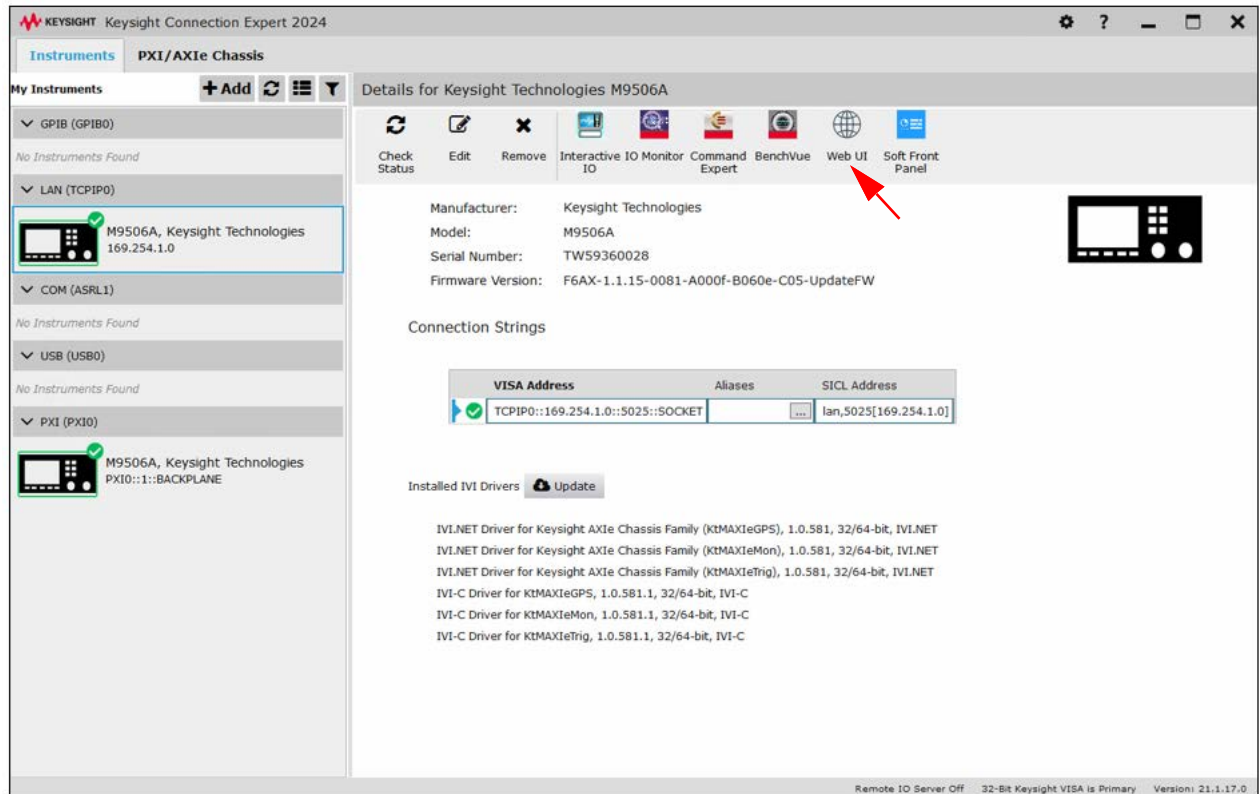 KEYSIGHT Keysight Connection Expert 2024
Instruments PXI/AXIe Chassis
My Instruments
Add
Details for Keysight Technologies M9506A
GPIB (GPIB0)
No Instruments Found
LAN (TCPIP0)
M9506A, Keysight Technologies
169.254.1.0
COM (ASRL1)
No Instruments Found
USB (USB0)
No Instruments Found
PXI (PXI0)
M9506A, Keysight Technologies
PXI0::1::BACKPLANE
Check Status
Edit
Remove
Interactive IO
IO Monitor
Command Expert
BenchVue
Web UI
Soft Front Panel
Manufacturer: Keysight Technologies
Model: M9506A
Serial Number: TW59360028
Firmware Version: F6AX-1.1.15-0081-A000f-B060e-C05-UpdateFW
Connection Strings
VISA Address Aliases SICL Address
TCPIP0::169.254.1.0::5025::SOCKET ... lan,5025[169.254.1.0]
Installed IVI Drivers Update
IVI.NET Driver for Keysight AXIe Chassis Family (KtMAXIeGPS), 1.0.581, 32/64-bit, IVI.NET
IVI.NET Driver for Keysight AXIe Chassis Family (KtMAXIeMon), 1.0.581, 32/64-bit, IVI.NET
IVI.NET Driver for Keysight AXIe Chassis Family (KtMAXIeTrig), 1.0.581, 32/64-bit, IVI.NET
IVI-C Driver for KtMAXIeGPS, 1.0.581.1, 32/64-bit, IVI-C
IVI-C Driver for KtMAXIeMon, 1.0.581.1, 32/64-bit, IVI-C
IVI-C Driver for KtMAXIeTrig, 1.0.581.1, 32/64-bit, IVI-C
Remote IO Server Off 32-Bit Keysight VISA is Primary Version: 21.1.17.0